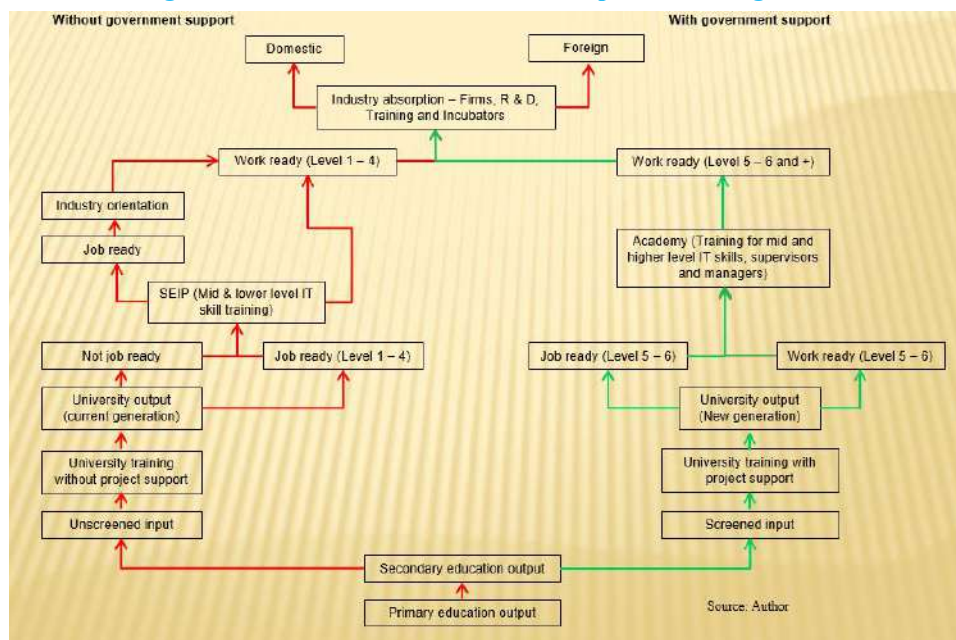 Without government support
With government support
Domestic
Foreign
Industry absorption – Firms, R & D,
Training and Incubators
Work ready (Level 1 – 4)
Work ready (Level 5 – 6 and +)
Industry orientation
Job ready
Academy (Training for mid and
higher level IT skills, supervisors
and managers)
SEIP (Mid & lower level IT
skill training)
Not job ready
Job ready (Level 1 – 4)
Job ready (Level 5 – 6)
Work ready (Level 5 – 6)
University output
(current generation)
University output
(New generation)
University training
without project support
University training with
project support
Unscreened input
Screened input
Secondary education output
Primary education output
Source: Author